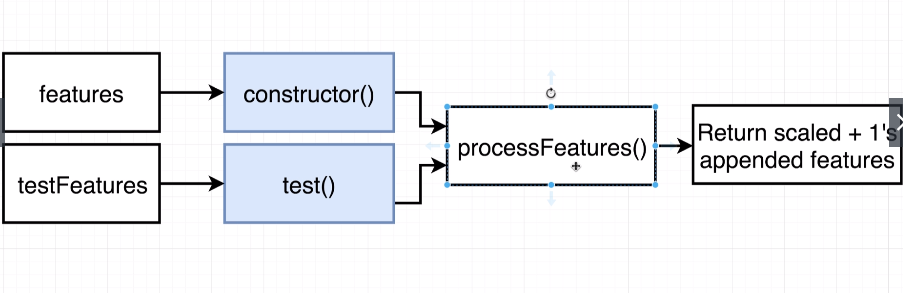 features
constructor()
testFeatures
test()
processFeatures()
Return scaled + 1's
appended features